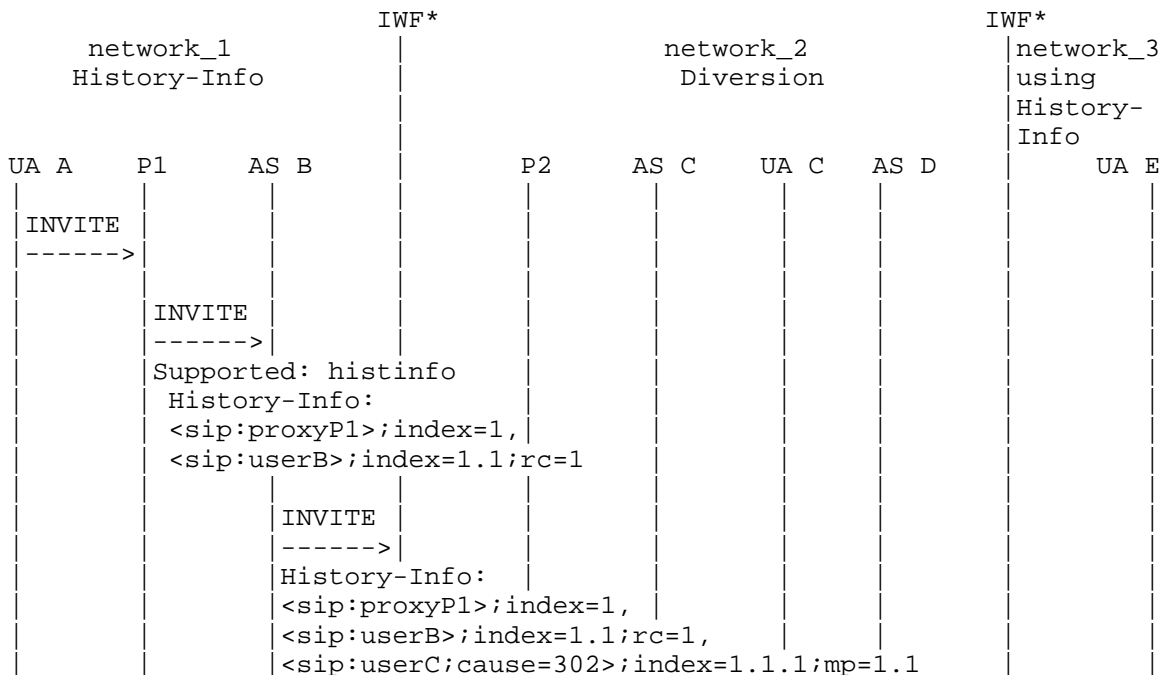 IWF* IWF*
network_1 | network_2 |network_3
History-Info | Diversion |using
| |History-
| |Info
UA A P1 AS B | P2 AS C UA C AS D | UA E
| | | | | | | | | |
|INVITE | | | | | | | | |
|------>| | | | | | | | |
| | | | | | | | | |
| |INVITE | | | | | | | |
| |------>| | | | | | | |
| |Supported: histinfo | | | | | |
| | History-Info: | | | | | |
| | <sip:proxyP1>;index=1,| | | | | |
| | <sip:userB>;index=1.1;rc=1 | | | | |
| | | | | | | | | |
| | |INVITE | | | | | | |
| | |------>| | | | | | |
| | |History-Info: | | | | | |
| | |<sip:proxyP1>;index=1, | | | | |
| | |<sip:userB>;index=1.1;rc=1, | | | |
| | |<sip:userC;cause=302>;index=1.1.1;mp=1.1 | |